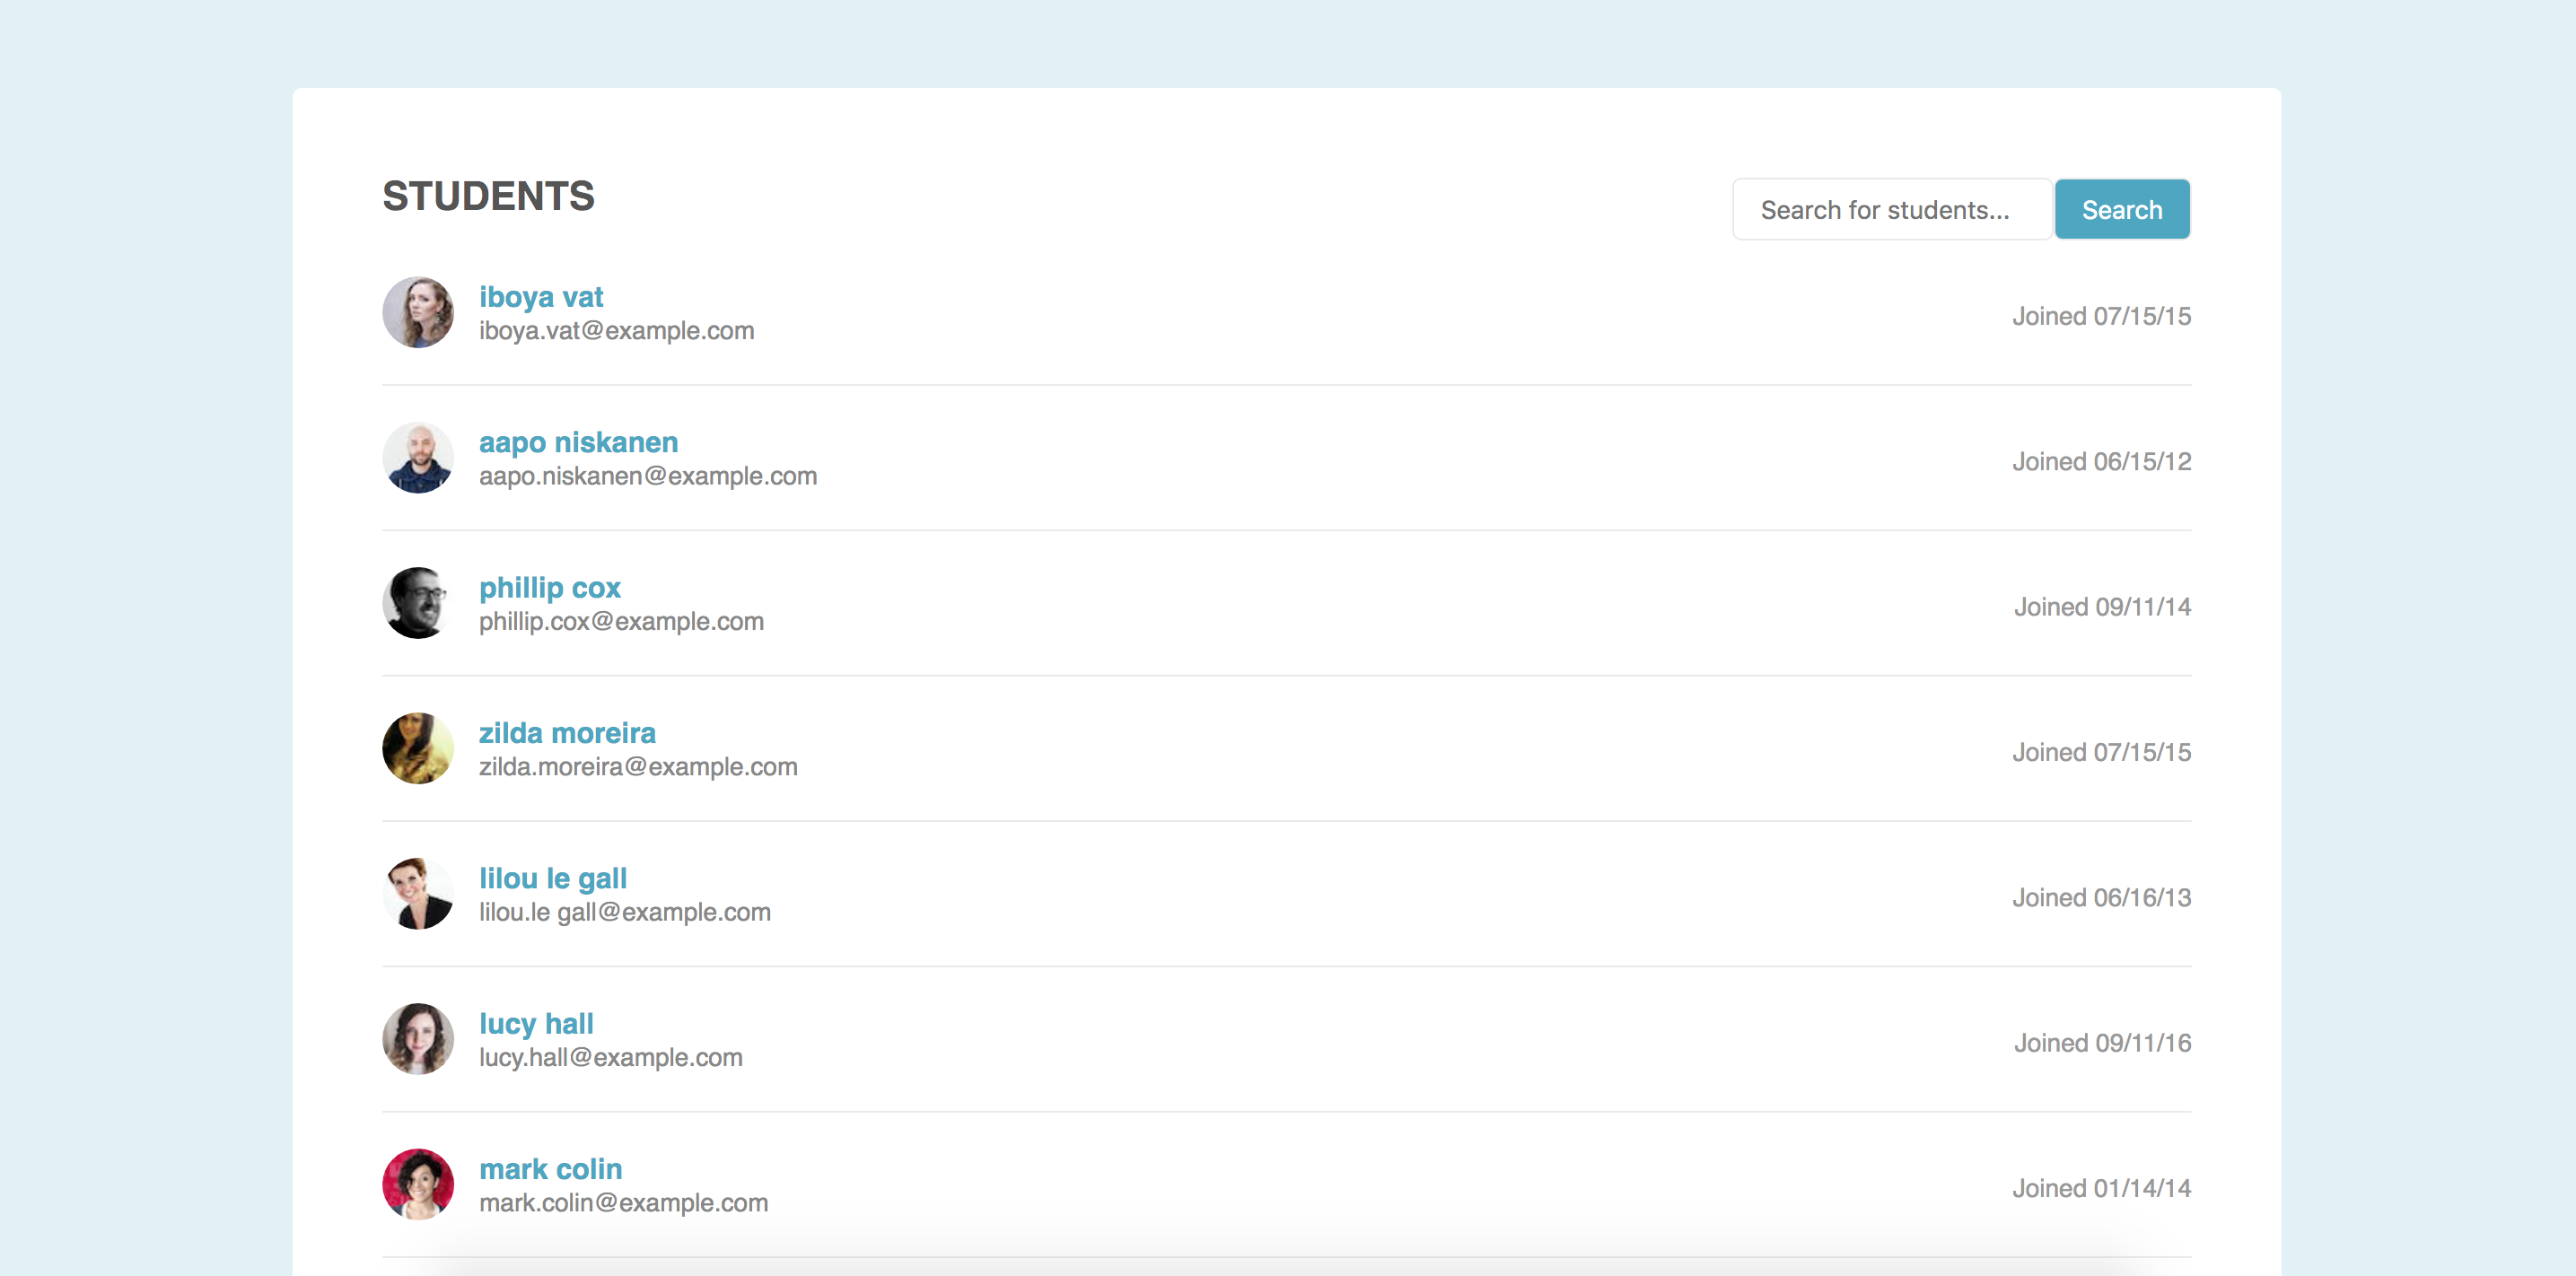 STUDENTS
Search for students...
Search
iboya vat
iboya.vat@example.com
Joined 07/15/15
aapo niskanen
aapo.niskanen@example.com
Joined 06/15/12
phillip cox
phillip.cox@example.com
Joined 09/11/14
zilda moreira
zilda.moreira@example.com
Joined 07/15/15
lilou le gall
lilou.le gall@example.com
Joined 06/16/13
lucy hall
lucy.hall@example.com
Joined 09/11/16
mark colin
mark.colin@example.com
Joined 01/14/14